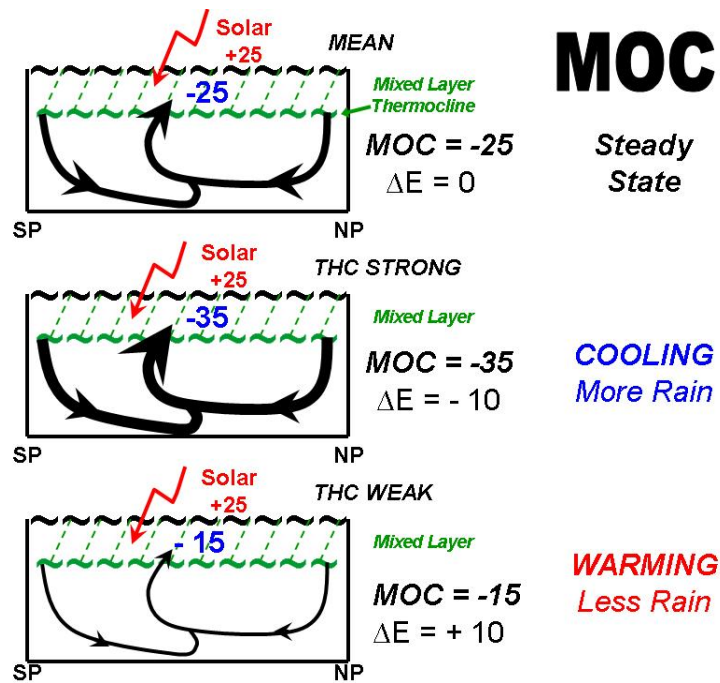 MOC
Solar
+25
MEAN
-25
Mixed Layer
Thermocline
MOC = -25
ΔE = 0
Steady
State
SP
NP
Solar
+25
THC STRONG
-35
Mixed Layer
MOC = -35
ΔE = - 10
COOLING
More Rain
SP
NP
Solar
+25
THC WEAK
- 15
Mixed Layer
MOC = -15
ΔE = + 10
WARMING
Less Rain
SP
NP